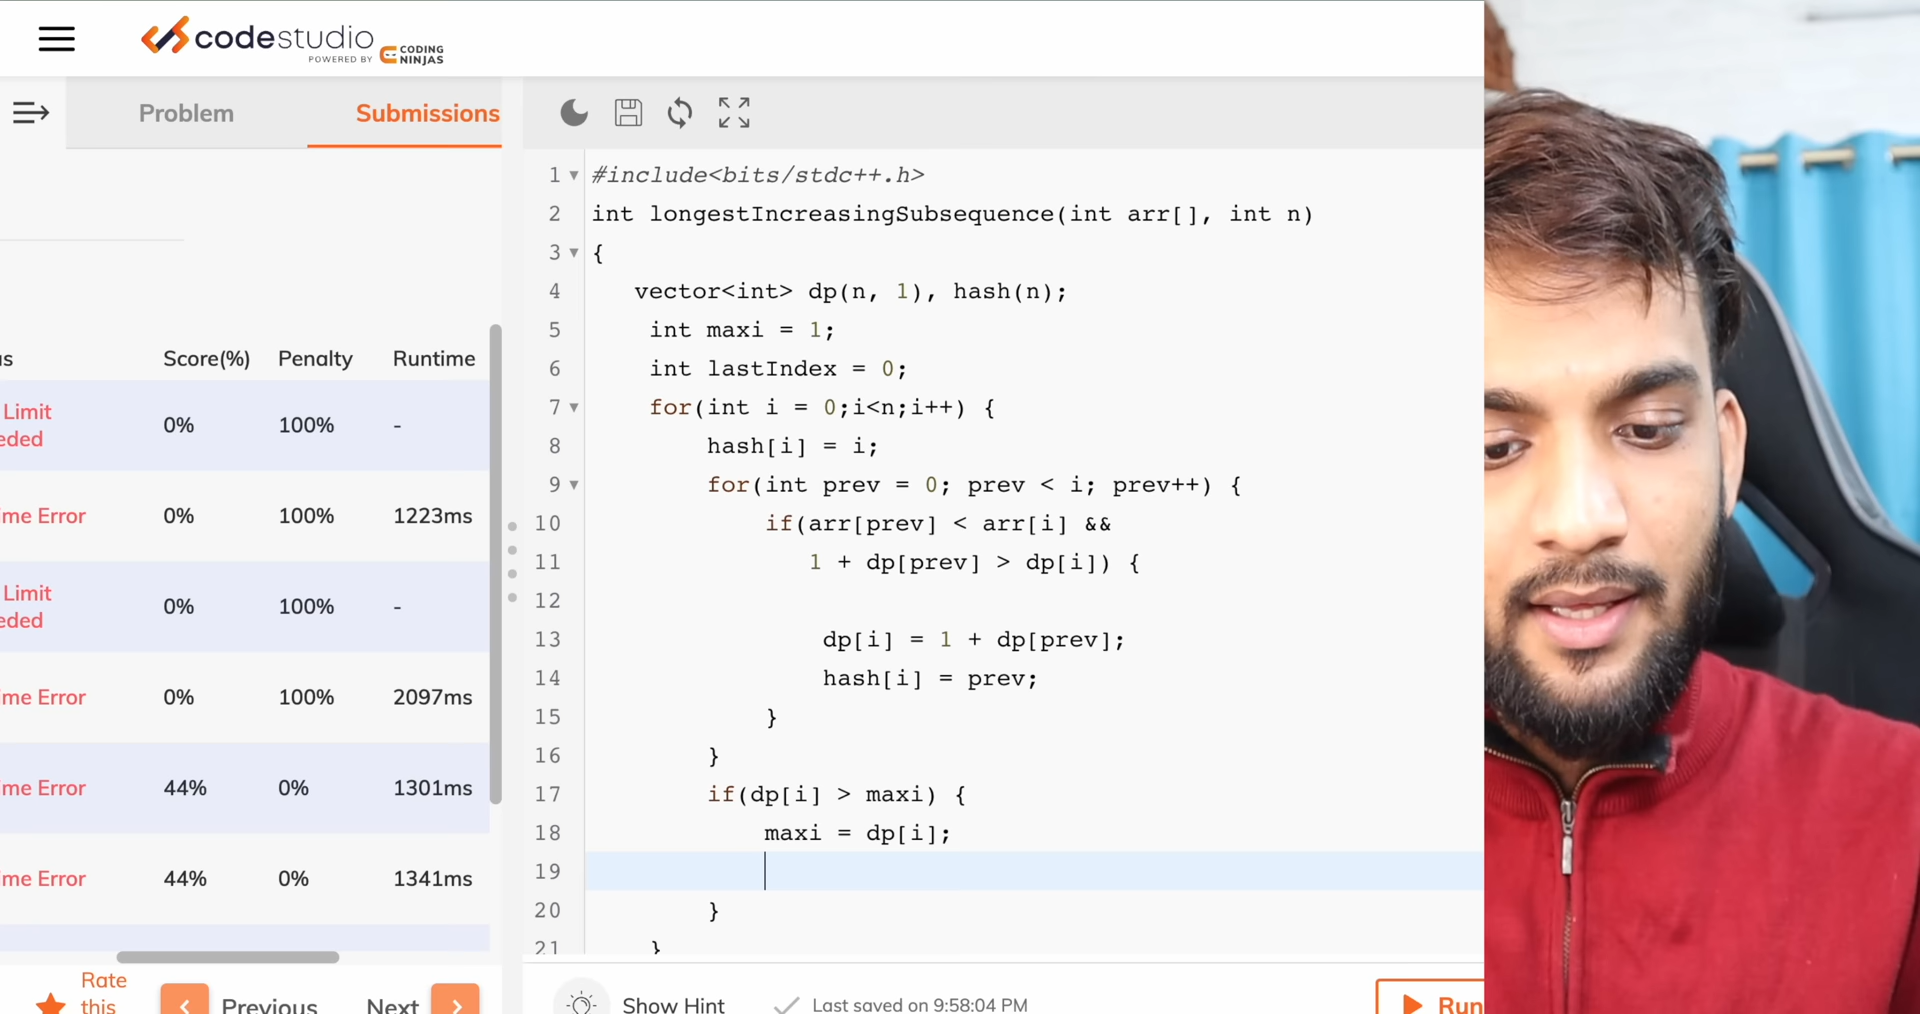 codestudio
POWERED BY CODING NINJAS
Problem
Submissions
Score(%) Penalty Runtime
Limit
0% 100% -
0% 100% 1223ms
Error
Limit
0% 100% -
Error 0% 100% 2097ms
Error 44% 0% 1301ms
Error 44% 0% 1341ms
Rate
this
Previous
Next
1 #include<bits/stdc++.h>
2 int longestIncreasingSubsequence(int arr[], int n)
3 {
4 vector<int> dp(n, 1), hash(n);
5 int maxi = 1;
6 int lastIndex = 0;
7 for(int i = 0;i<n;i++) {
8 hash[i] = i;
9 for(int prev = 0; prev < i; prev++) {
10 if(arr[prev] < arr[i] &&
11 1 + dp[prev] > dp[i]) {
12
13 dp[i] = 1 + dp[prev];
14 hash[i] = prev;
15 }
16 }
17 if(dp[i] > maxi) {
18 maxi = dp[i];
19
20 }
21 }
Show Hint
Last saved on 9:58:04 PM
Run